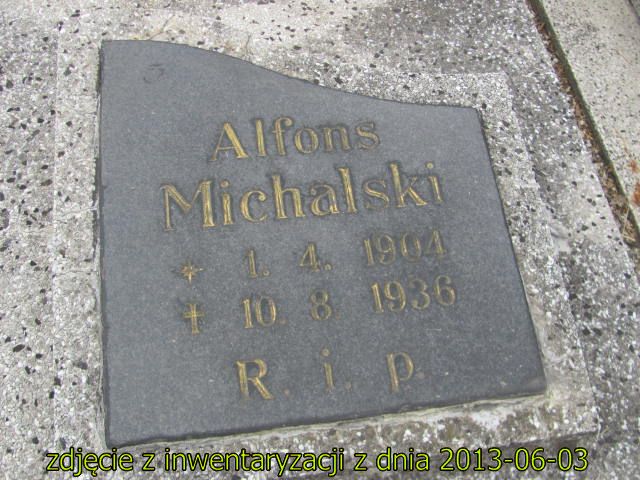 Alfons
Michalski
* 1. 4. 1904
† 10. 8. 1936
R. i. p.
zdjęcie z inwentaryzacji z dnia 2013-06-03